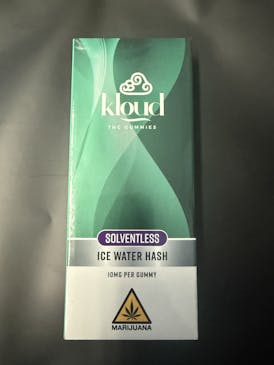 kloud
THC GUMMIES
SOLVENTLESS
ICE WATER HASH
10MG PER GUMMY
MARIJUANA